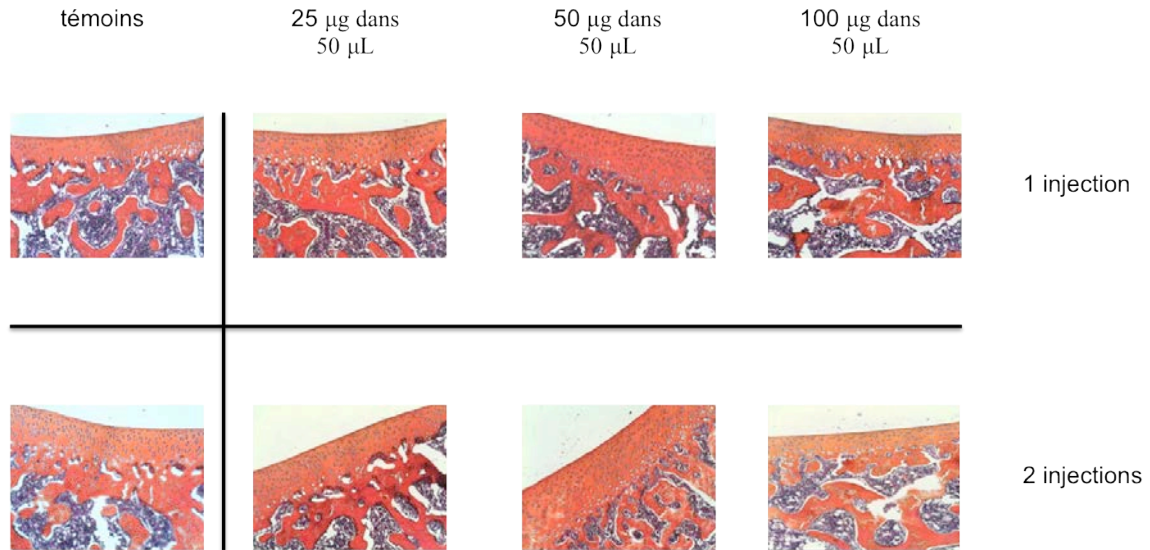 témoins
25 μg dans
50 μL
50 μg dans
50 μL
100 μg dans
50 μL
1 injection
2 injections